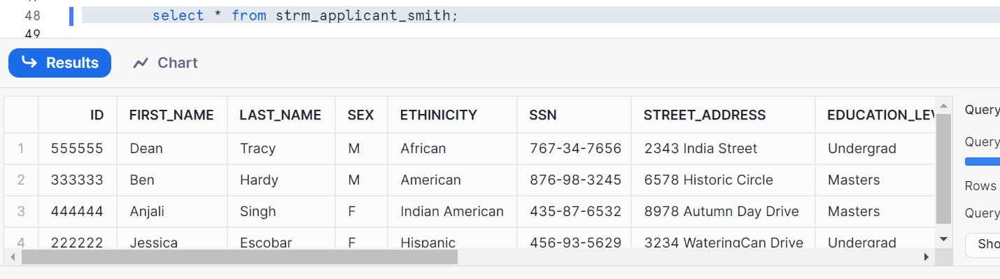 48 select * from strm_applicant_smith;
49
Results Chart
ID FIRST_NAME LAST_NAME SEX ETHINICITY SSN STREET_ADDRESS EDUCATION_LEV
1 555555 Dean Tracy M African 767-34-7656 2343 India Street Undergrad
2 333333 Ben Hardy M American 876-98-3245 6578 Historic Circle Masters
3 444444 Anjali Singh F Indian American 435-87-6532 8978 Autumn Day Drive Masters
4 222222 Jessica Escobar F Hispanic 456-93-5629 3234 WateringCan Drive Undergrad
Query
Query
Rows
Query
Sho